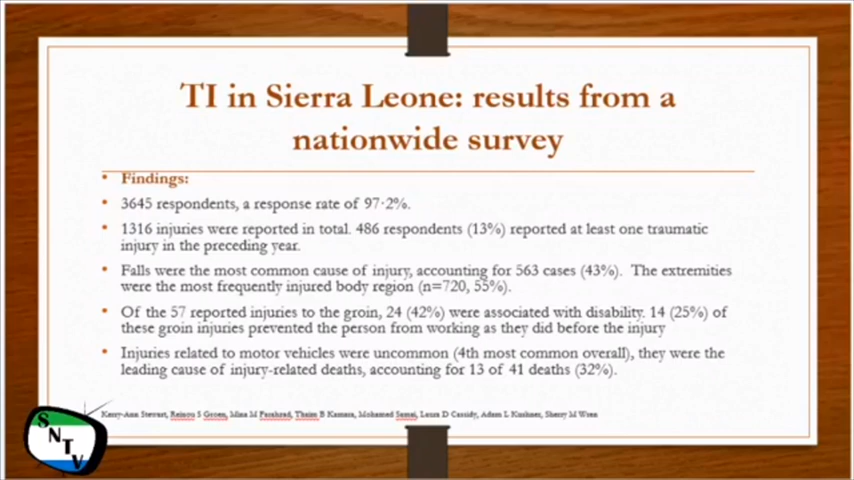 TI in Sierra Leone: results from a
nationwide survey
• Findings:
• 3645 respondents, a response rate of 97·2%.
• 1316 injuries were reported in total. 486 respondents (13%) reported at least one traumatic
injury in the preceding year.
• Falls were the most common cause of injury, accounting for 563 cases (43%). The extremities
were the most frequently injured body region (n=720, 55%).
• Of the 57 reported injuries to the groin, 24 (42%) were associated with disability. 14 (25%) of
these groin injuries prevented the person from working as they did before the injury
• Injuries related to motor vehicles were uncommon (4th most common overall), they were the
leading cause of injury-related deaths, accounting for 13 of 41 deaths (32%).
Kerry-Ann Stewart, Reinou S Groen, Mina M Farahzad, Thaim B Kamara, Mohamed Samai, Laura D Cassidy, Adam L Kushner, Sherry M Wren
SNTV